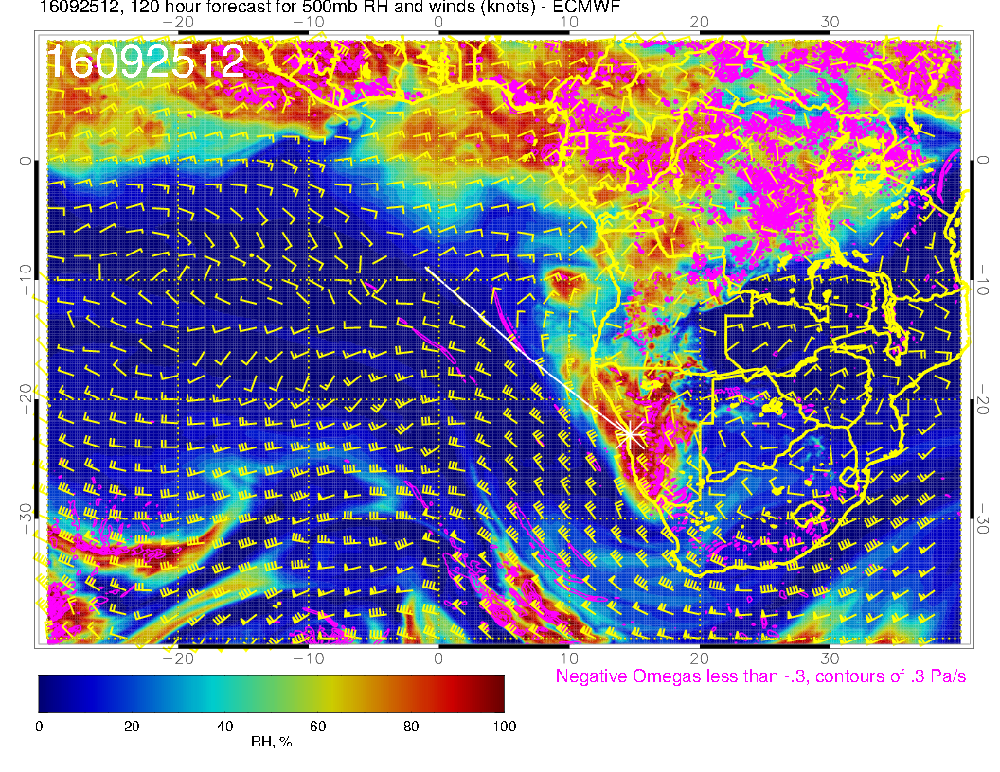 16092512, 120 hour forecast for 500mb RH and winds (knots) - ECMWF
−20 −10 0 10 20 30
16092512
0 0
−10 −10
−20 −20
−30 −30
−20 −10 0 10 20 30
Negative Omegas less than -.3, contours of .3 Pa/s
0 20 40 60 80 100
RH, %